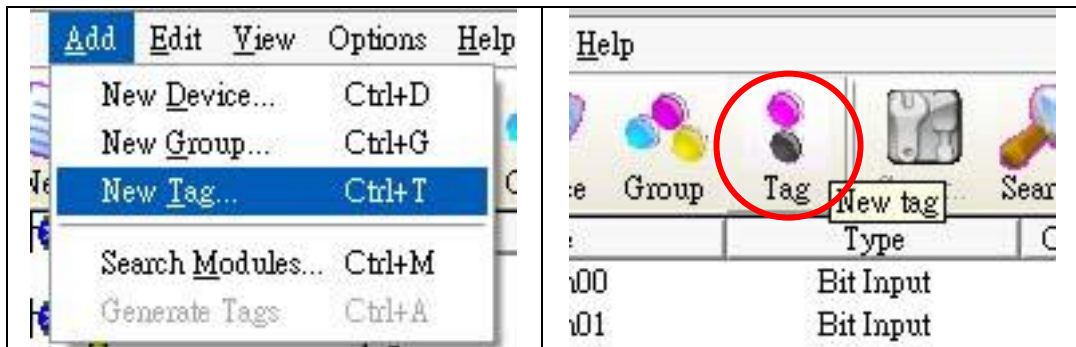 Add Edit View Options Help
New Device... Ctrl+D
New Group... Ctrl+G
New Tag... Ctrl+T
Search Modules... Ctrl+M
Generate Tags Ctrl+A
Help
Group Tag
New tag
Type
Bit Input
Bit Input